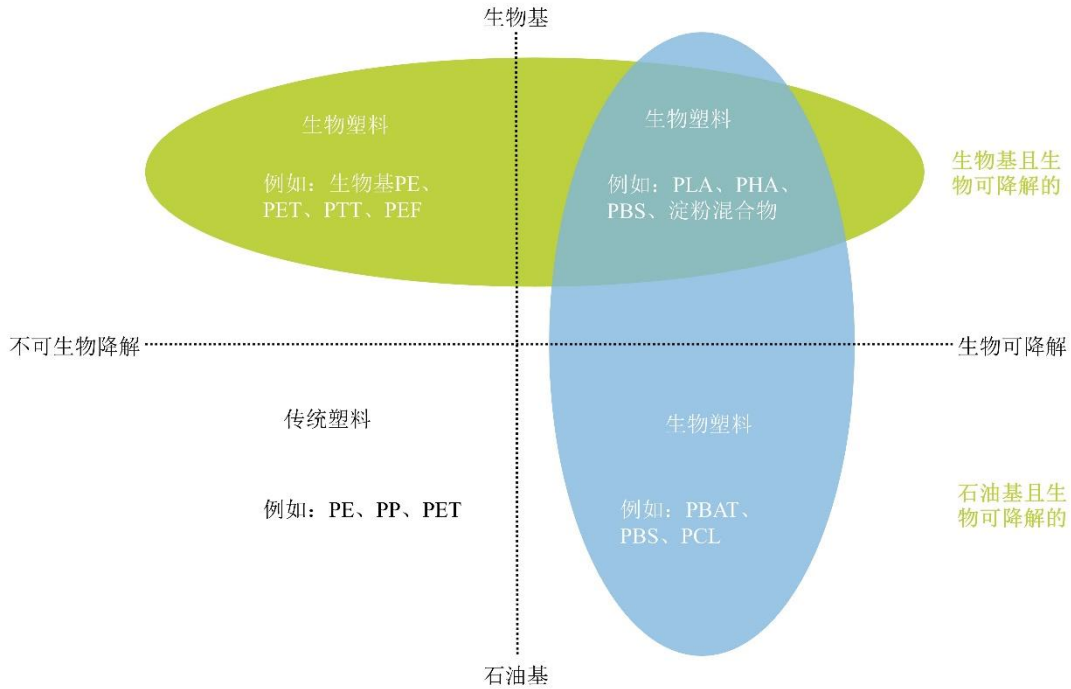 生物基
生物塑料
例如：生物基PE、
PET、PTT、PEF
生物塑料
例如：PLA、PHA、
PBS、淀粉混合物
生物基且生
物可降解的
不可生物降解
生物可降解
传统塑料
例如：PE、PP、PET
生物塑料
例如：PBAT、
PBS、PCL
石油基且生
物可降解的
石油基